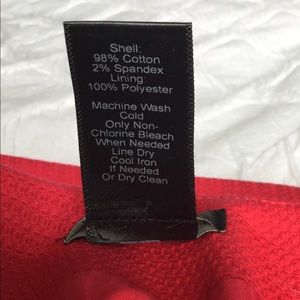 Shell:
98% Cotton
2% Spandex
Lining:
100% Polyester
Machine Wash
Cold
Only Non-
Chlorine Bleach
When Needed
Line Dry
Cool Iron
If Needed
Or Dry Clean